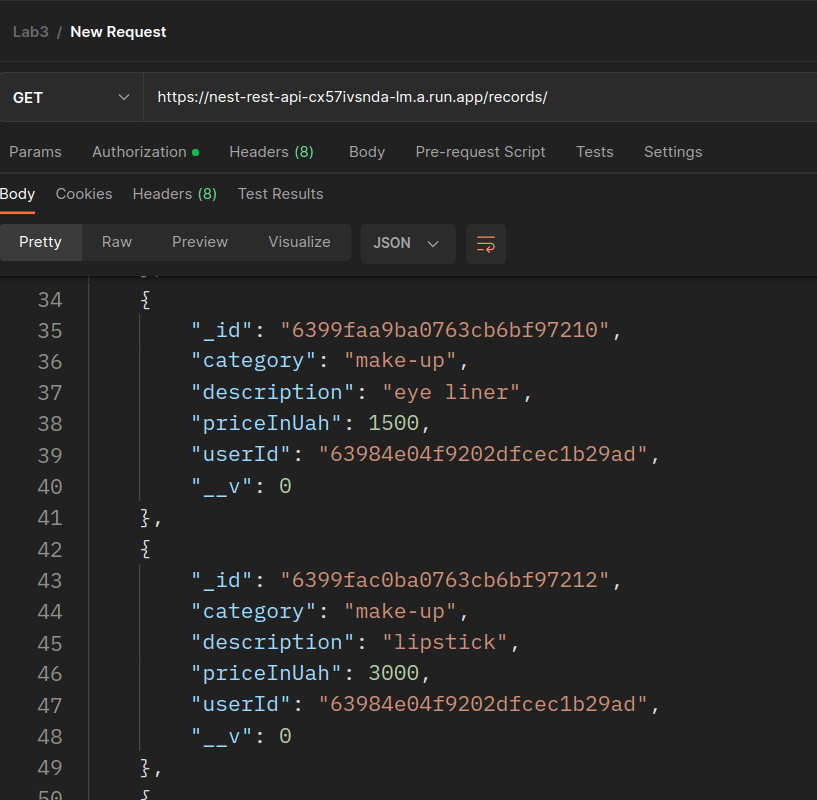 Lab3 / New Request
GET https://nest-rest-api-cx57ivsnda-lm.a.run.app/records/
Params Authorization Headers (8) Body Pre-request Script Tests Settings
Body Cookies Headers (8) Test Results
Pretty Raw Preview Visualize JSON
34 {
35 "_id": "6399faa9ba0763cb6bf97210",
36 "category": "make-up",
37 "description": "eye liner",
38 "priceInUah": 1500,
39 "userId": "63984e04f9202dfcec1b29ad",
40 "__v": 0
41 },
42 {
43 "_id": "6399fac0ba0763cb6bf97212",
44 "category": "make-up",
45 "description": "lipstick",
46 "priceInUah": 3000,
47 "userId": "63984e04f9202dfcec1b29ad",
48 "__v": 0
49 },
50 {